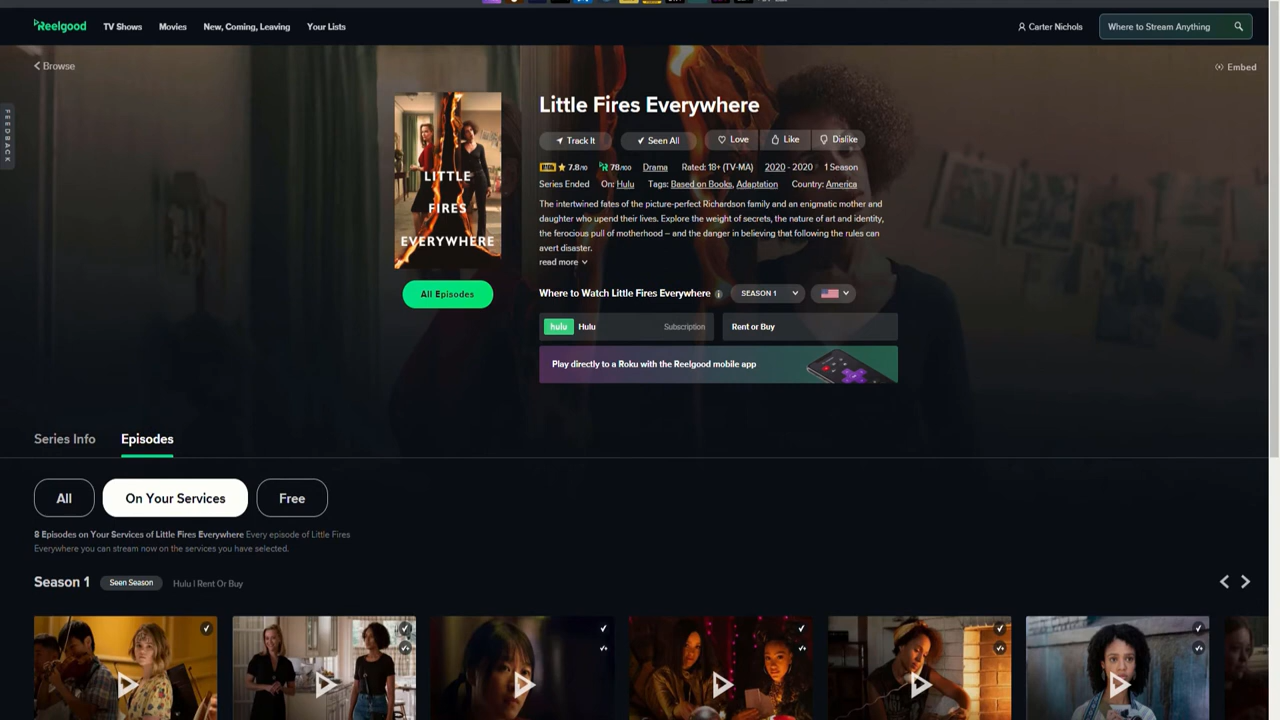 Reelgood TV Shows Movies New, Coming, Leaving Your Lists Carter Nichols Where to Stream Anything
Browse
Embed
FEEDBACK
Little Fires Everywhere
Track It Seen All Love Like Dislike
IMDb 7.8/10 78/100 Drama Rated: 18+ (TV-MA) 2020 - 2020 1 Season
Series Ended On: Hulu Tags: Based on Books, Adaptation Country: America
The intertwined fates of the picture-perfect Richardson family and an enigmatic mother and
daughter who upend their lives. Explore the weight of secrets, the nature of art and identity,
the ferocious pull of motherhood – and the danger in believing that following the rules can
avert disaster.
read more
LITTLE
FIRES
EVERYWHERE
All Episodes
Where to Watch Little Fires Everywhere SEASON 1
hulu Hulu Subscription Rent or Buy
Play directly to a Roku with the Reelgood mobile app
Series Info Episodes
All On Your Services Free
8 Episodes on Your Services of Little Fires Everywhere Every episode of Little Fires
Everywhere you can stream now on the services you have selected.
Season 1 Seen Season Hulu | Rent Or Buy